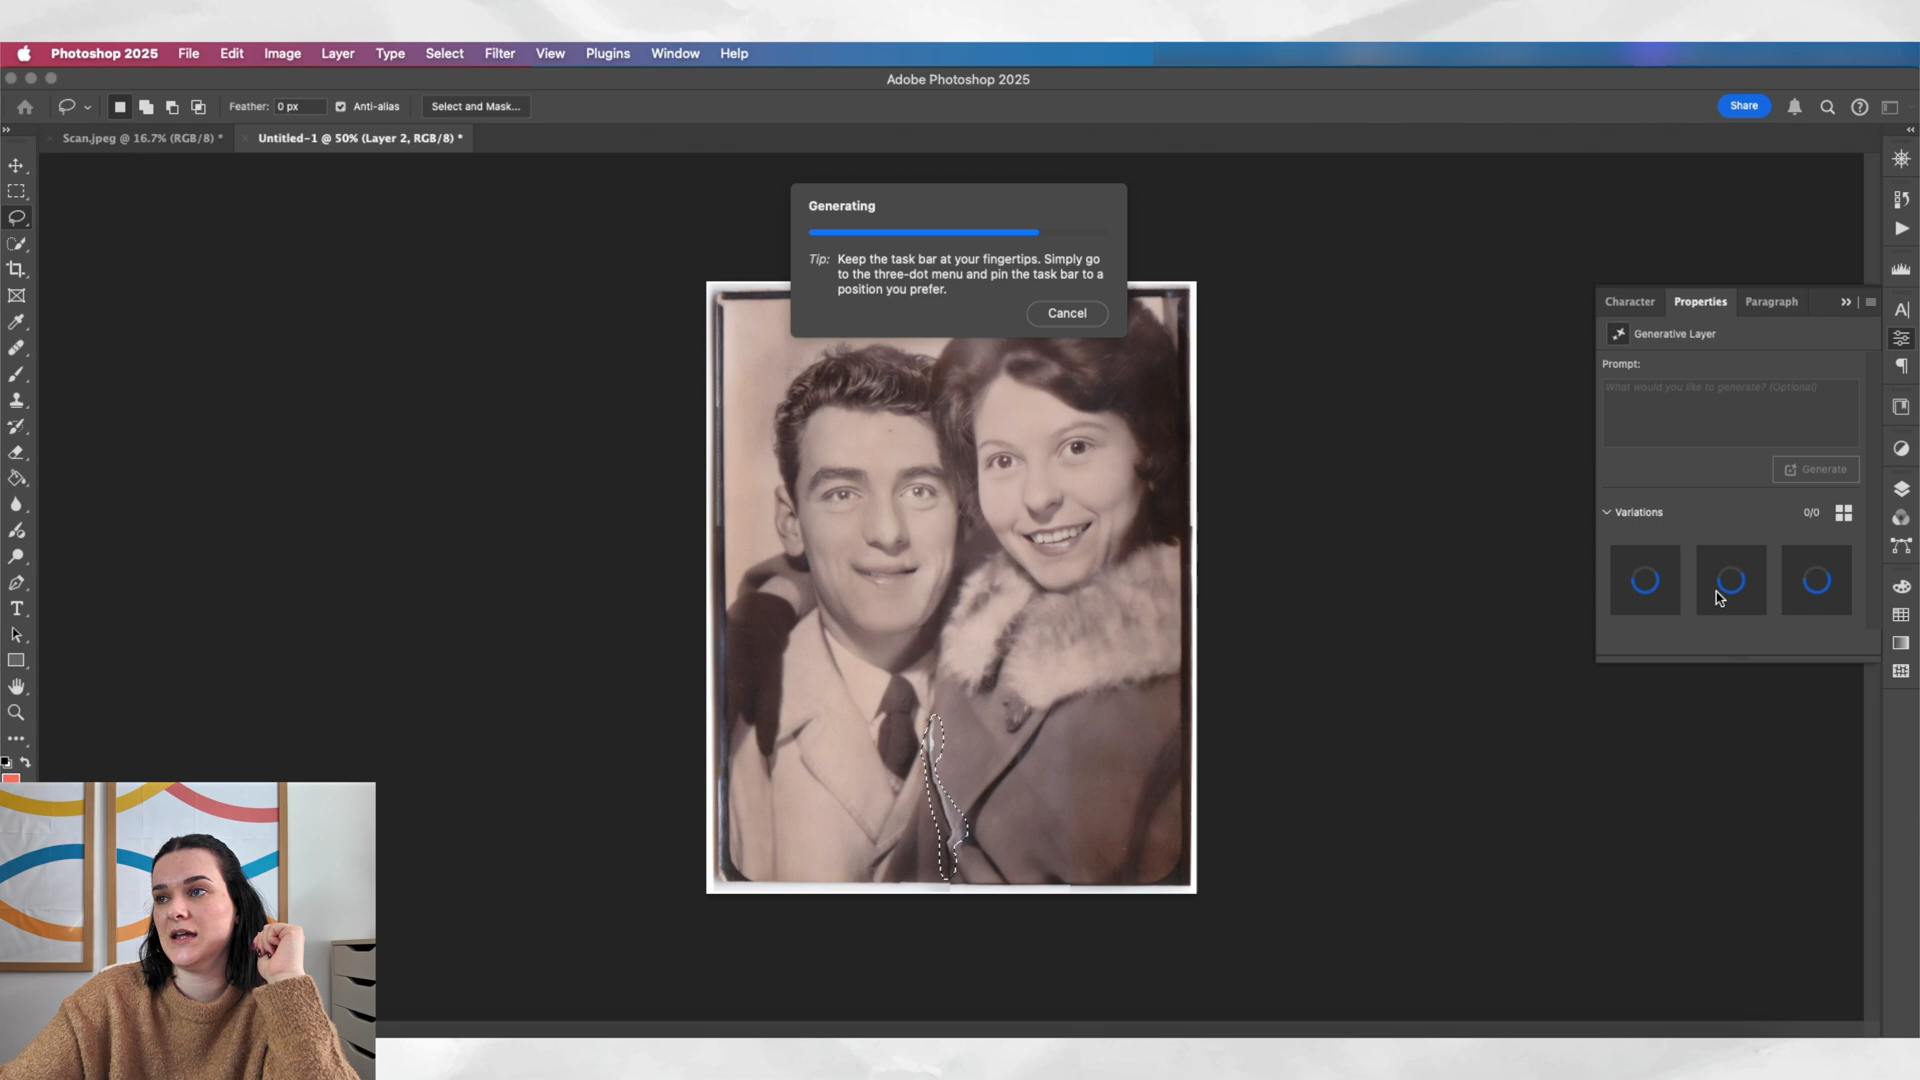 Photoshop 2025 File Edit Image Layer Type Select Filter View Plugins Window Help
Adobe Photoshop 2025
Feather: 0 px Anti-alias Select and Mask... Share
Scan.jpeg @ 16.7% (RGB/8) * Untitled-1 @ 50% (Layer 2, RGB/8) *
Generating
Tip: Keep the task bar at your fingertips. Simply go
to the three-dot menu and pin the task bar to a
position you prefer.
Cancel
Character Properties Paragraph
Generative Layer
Prompt:
What would you like to generate? (Optional)
Generate
Variations 0/0